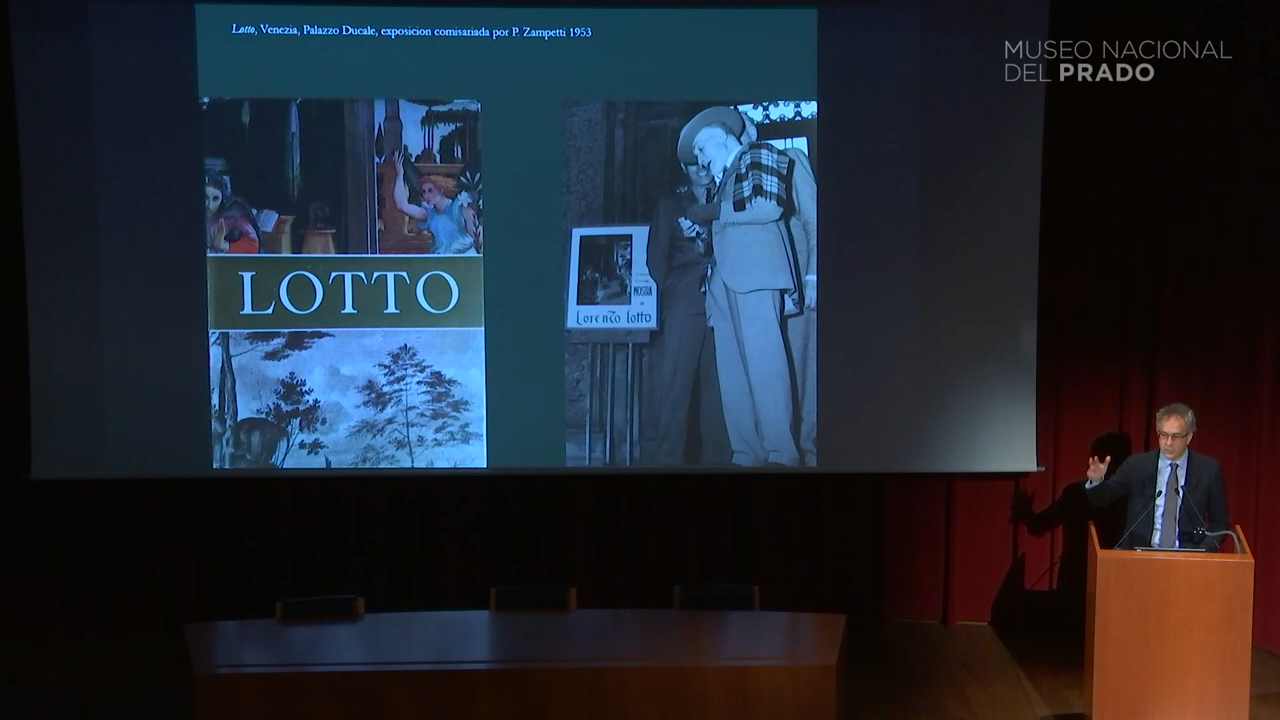 Lotto, Venezia, Palazzo Ducale, exposicion comisariada por P. Zampetti 1953
MUSEO NACIONAL
DEL PRADO
LOTTO
MOSTRA
Lorenzo Lotto